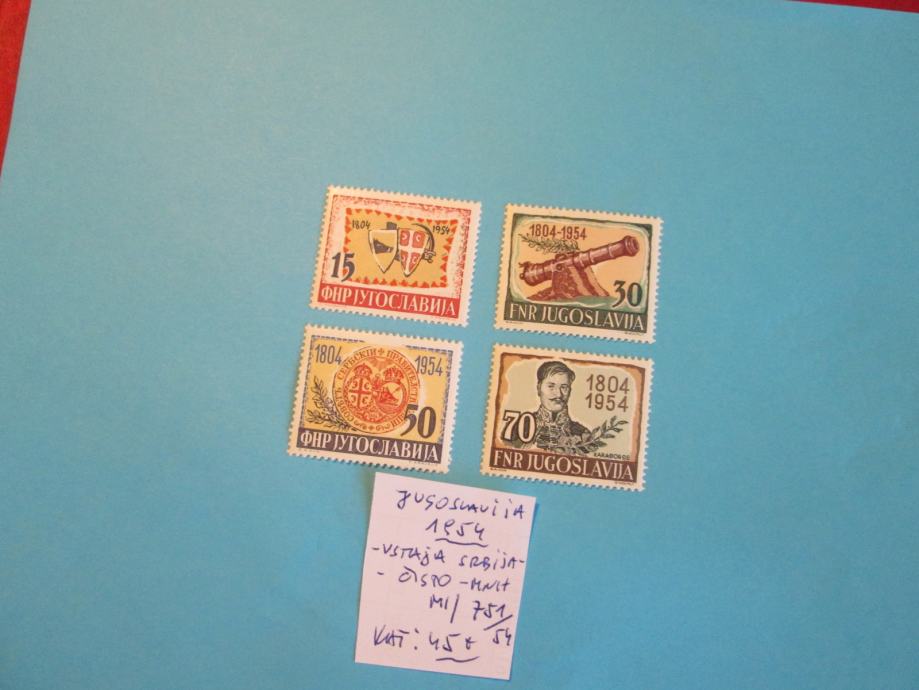 1804 1954
15
ФНР ЈУГОСЛАВИЈА
1804-1954
30
FNR JUGOSLAVIJA
1804 1954
50
ФНР ЈУГОСЛАВИЈА
1804
1954
70
KARAĐORĐE
FNR JUGOSLAVIJA
JUGOSLAVIJA
1954
-VSTAJA SRBIJA-
- ČISTO - MNH
MI/ 751/
54
KAT: 45 €